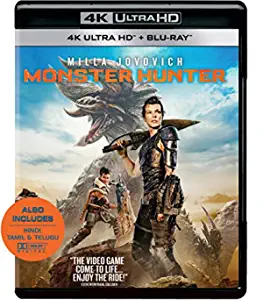 4K ULTRA HD
4K ULTRA HD + BLU-RAY
MILLA JOVOVICH
MONSTER HUNTER
ALSO
INCLUDES
HINDI
TAMIL & TELUGU
"THE VIDEO GAME
COME TO LIFE...
ENJOY THE RIDE!"